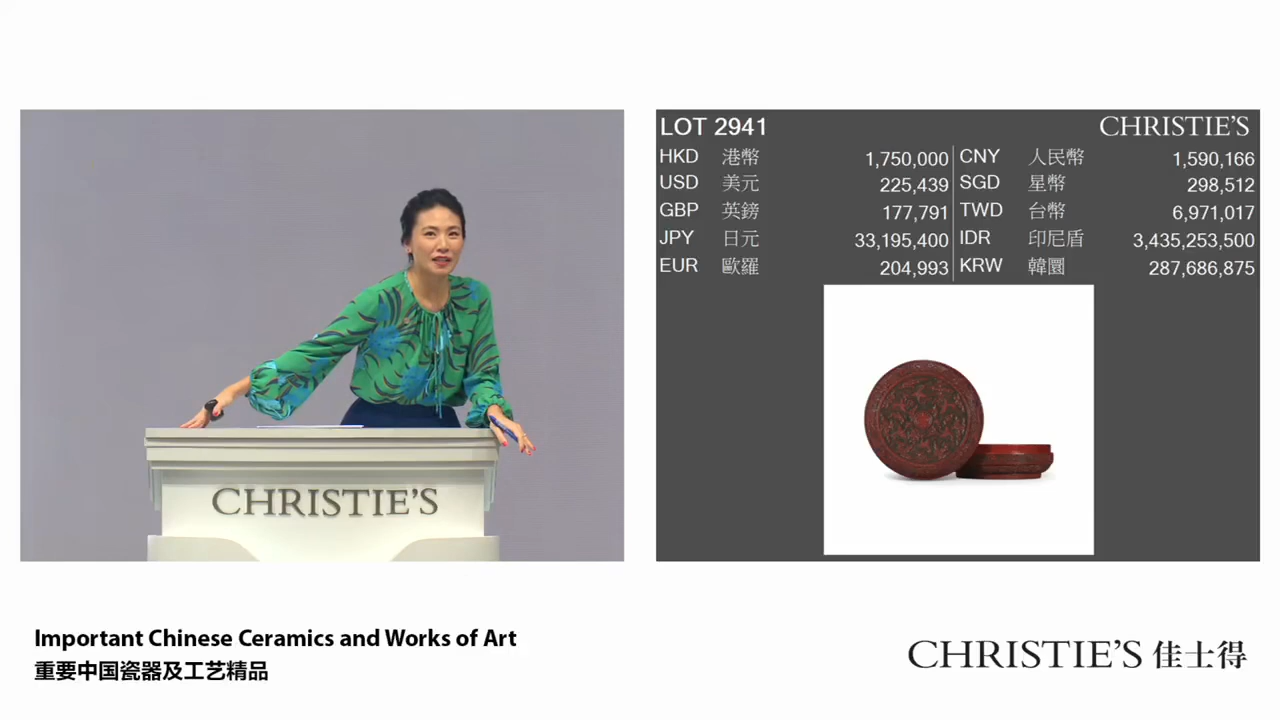 CHRISTIE'S
LOT 2941 CHRISTIE'S
HKD 港幣 1,750,000 CNY 人民幣 1,590,166
USD 美元 225,439 SGD 星幣 298,512
GBP 英鎊 177,791 TWD 台幣 6,971,017
JPY 日元 33,195,400 IDR 印尼盾 3,435,253,500
EUR 歐羅 204,993 KRW 韓圜 287,686,875
Important Chinese Ceramics and Works of Art
重要中国瓷器及工艺精品
CHRISTIE'S 佳士得